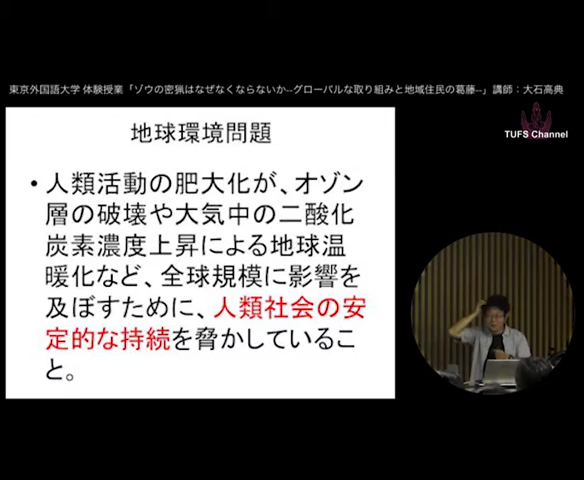 東京外国語大学 体験授業「ゾウの密猟はなぜなくならないか--グローバルな取り組みと地域住民の葛藤--」講師：大石高典
TUFS Channel
地球環境問題
・人類活動の肥大化が、オゾン
層の破壊や大気中の二酸化
炭素濃度上昇による地球温
暖化など、全球規模に影響を
及ぼすために、人類社会の安
定的な持続を脅かしているこ
と。